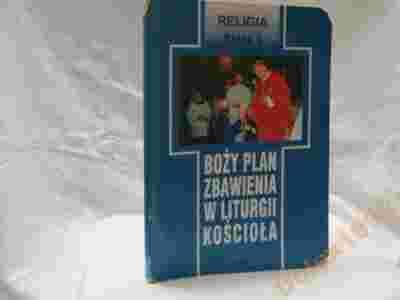 RELIGIA
BOŻY PLAN
ZBAWIENIA
W LITURGII
KOŚCIOŁA